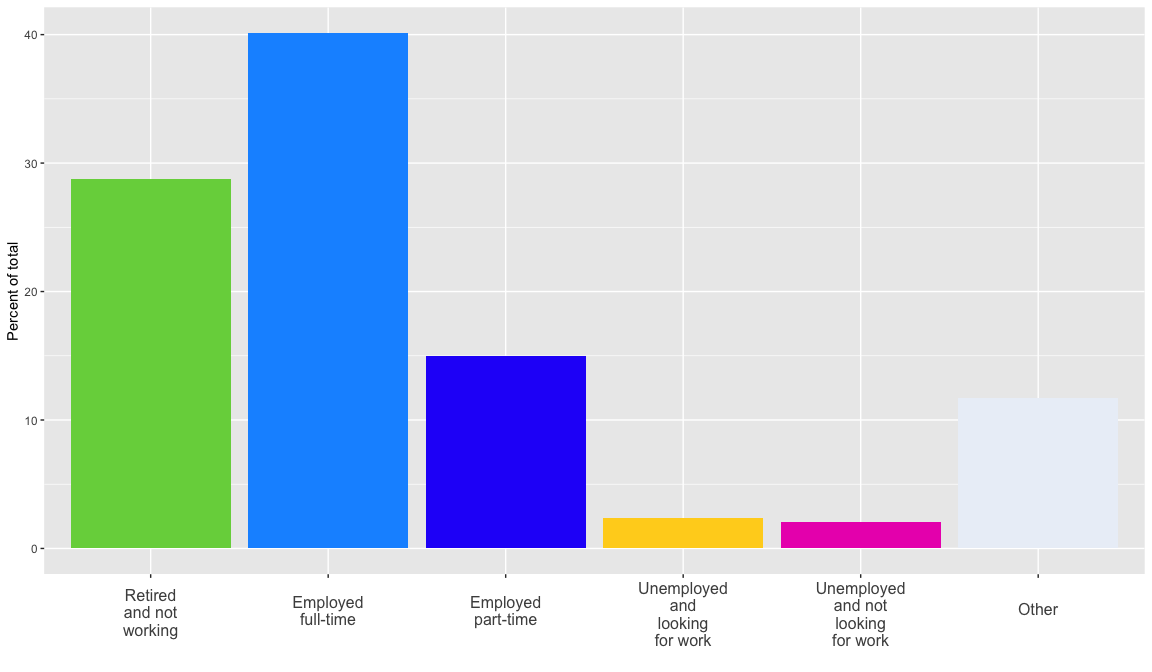 Percent of total
40
30
20
10
0
Retired
and not
working
Employed
full-time
Employed
part-time
Unemployed
and
looking
for work
Unemployed
and not
looking
for work
Other